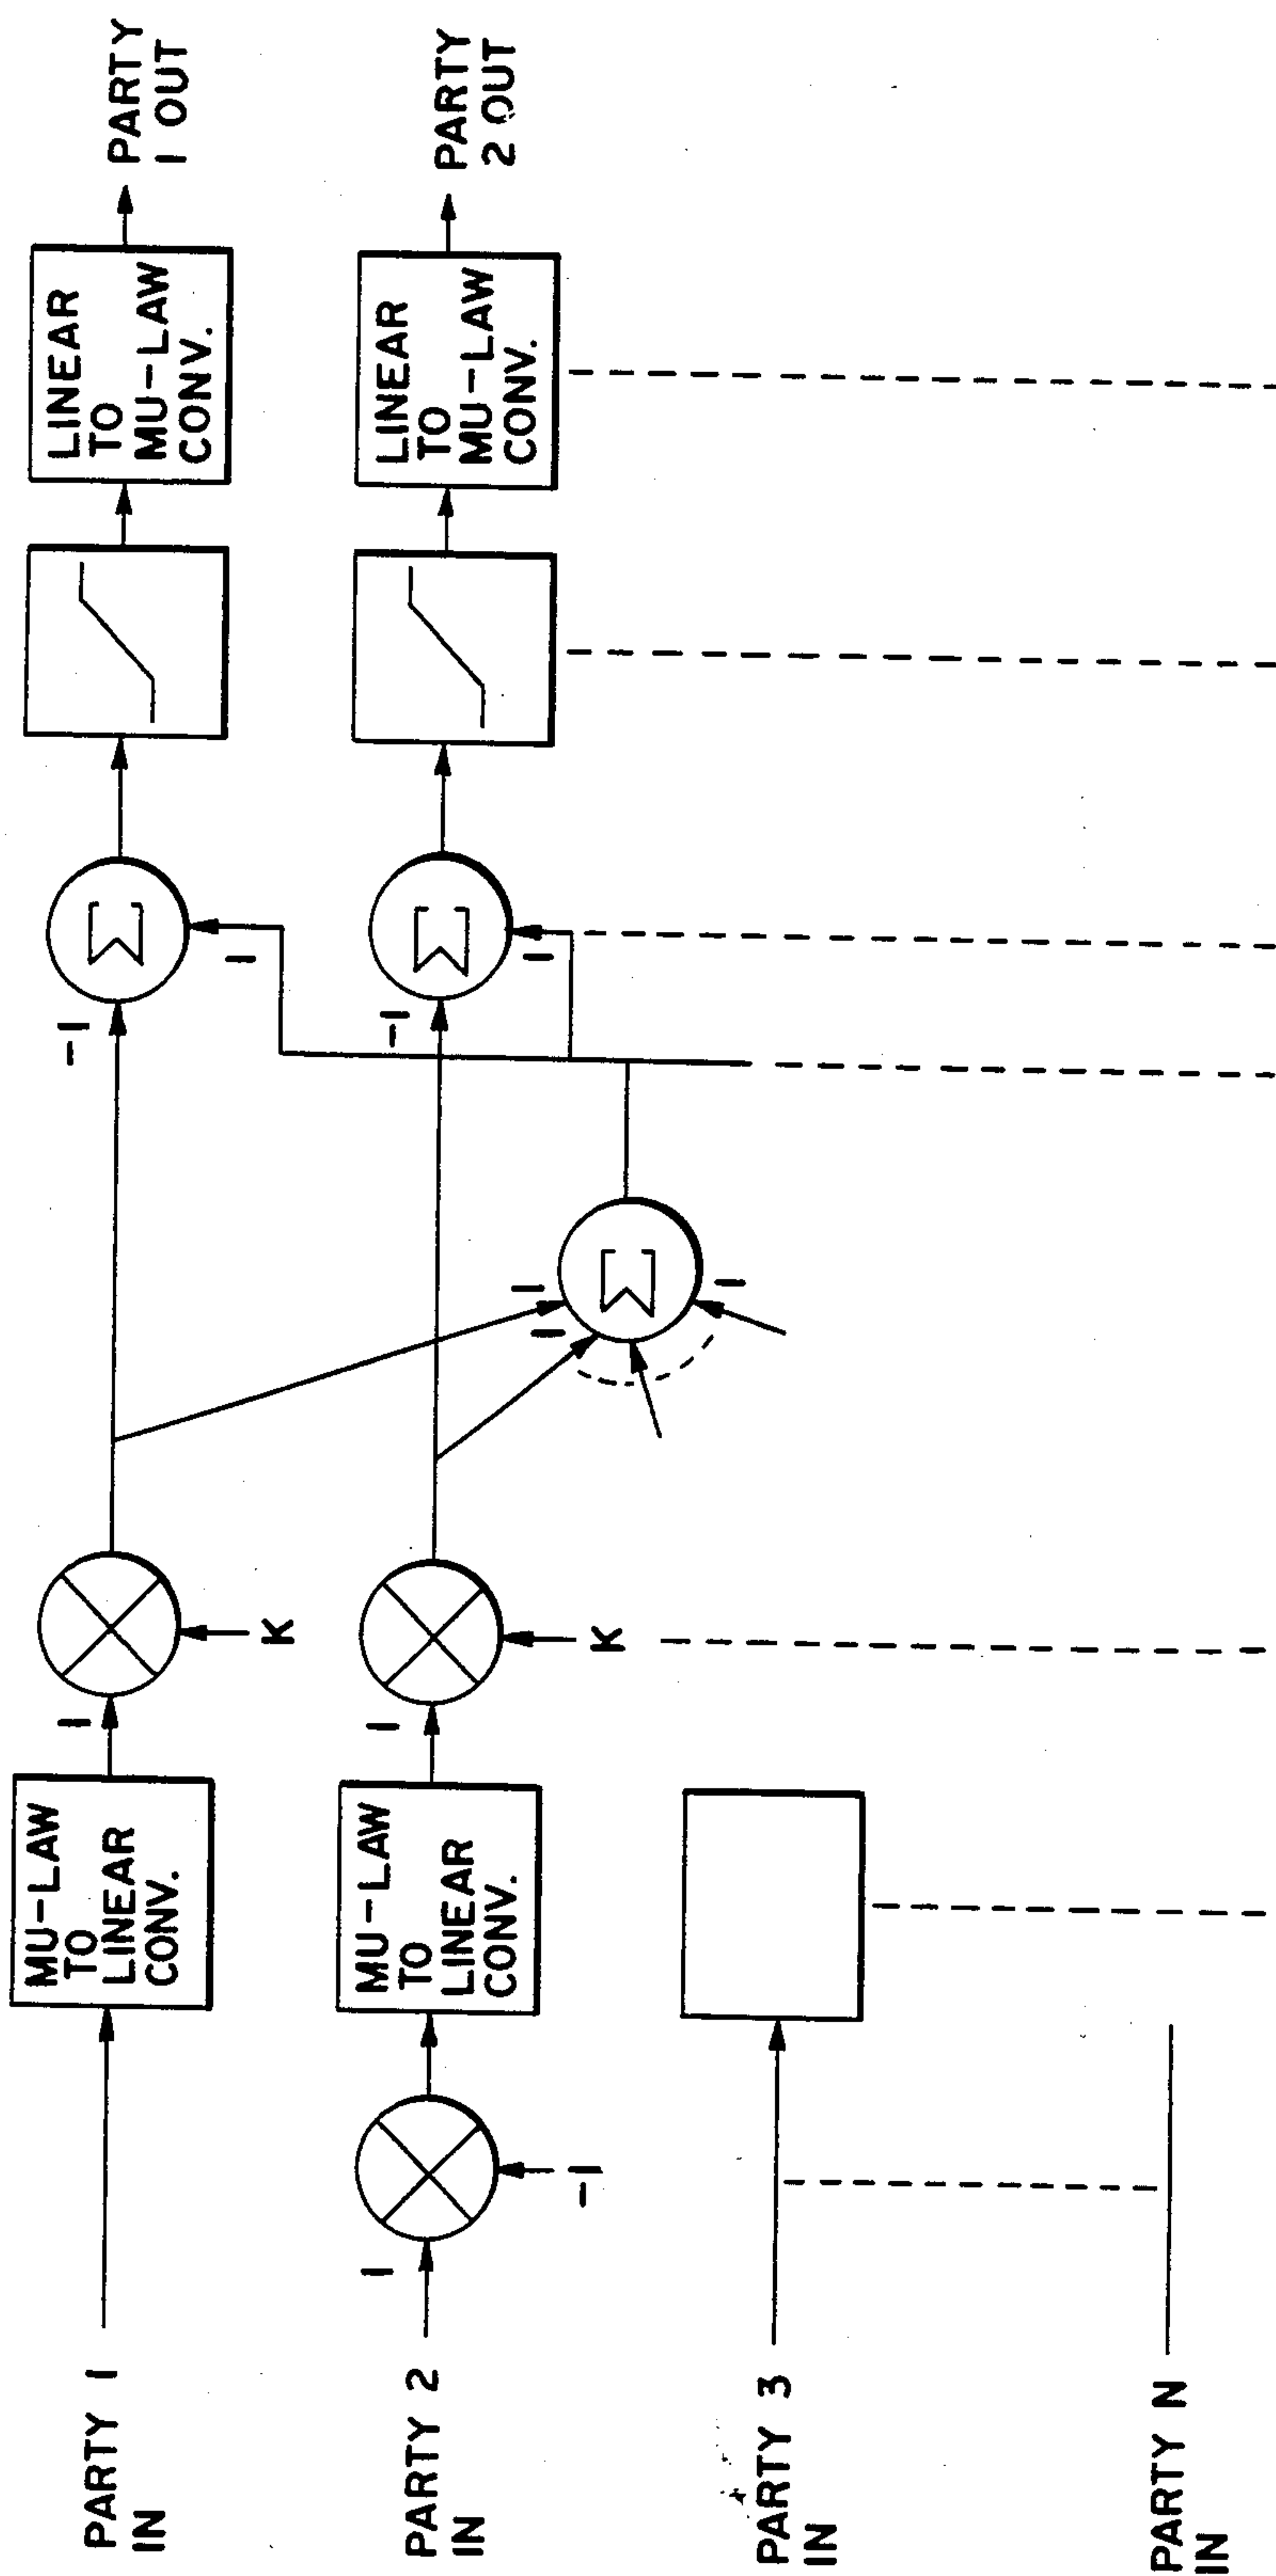 PARTY 1
IN
MU-LAW
TO
LINEAR
CONV.
1
K
-1
1
Σ
LINEAR
TO
MU-LAW
CONV.
PARTY
1 OUT
PARTY 2
IN
1
-1
MU-LAW
TO
LINEAR
CONV.
1
K
-1
1
Σ
LINEAR
TO
MU-LAW
CONV.
PARTY
2 OUT
1
1
Σ
1
PARTY 3
IN
PARTY N
IN